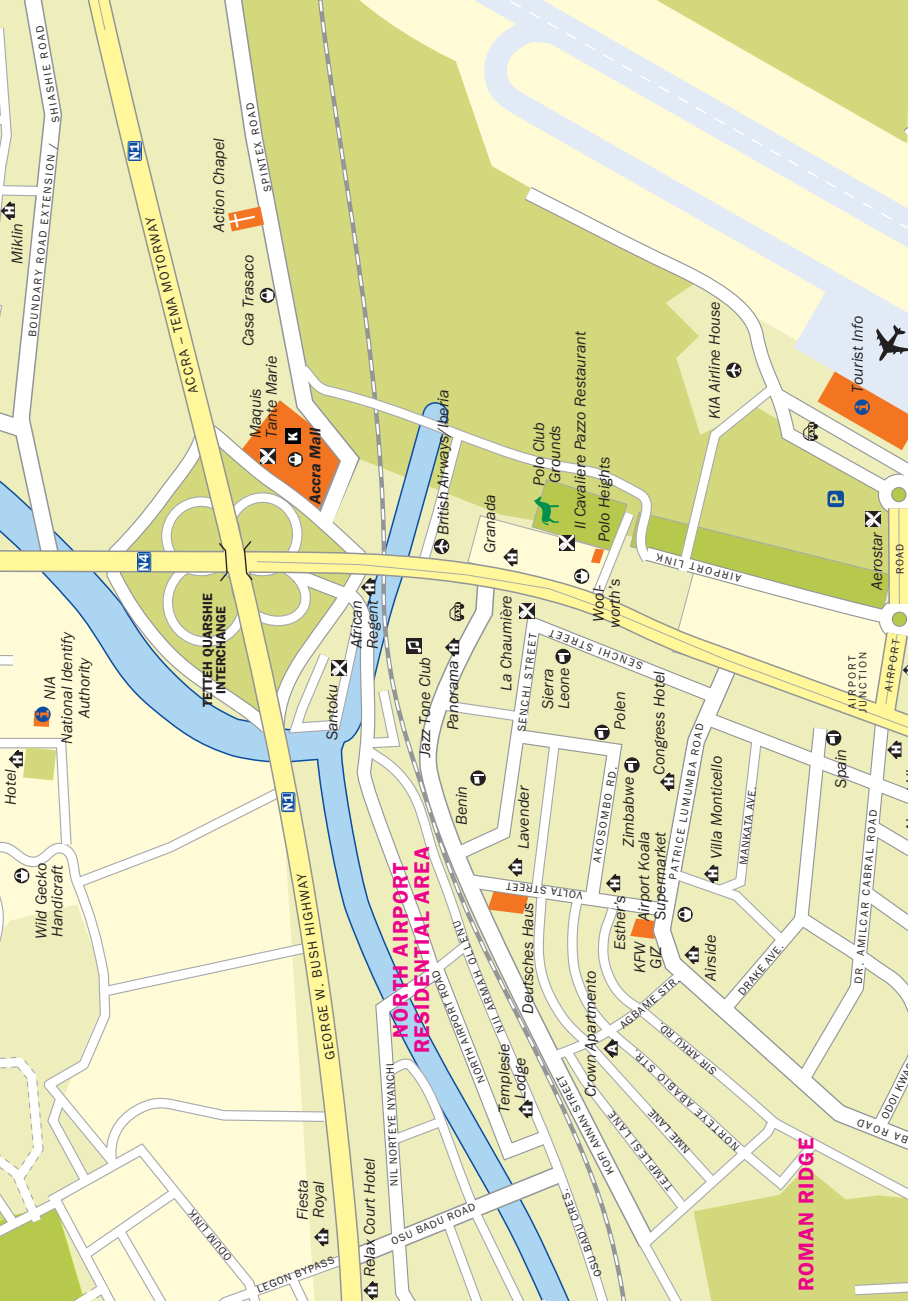 BOUNDARY ROAD EXTENSION / SHIASHIE ROAD
Miklin
N1
ACCRA – TEMA MOTORWAY
SPINTEX ROAD
Action Chapel
Casa Trasaco
Maquis
Tante Marie
K
Accra Mall
KIA Airline House
Tourist Info
i
TAXI
P
British Airways/Iberia
Granada
Polo Club
Grounds
Il Cavaliere Pazzo Restaurant
Polo Heights
Wool-
worth's
AIRPORT LINK
Aerostar
ROAD
N4
TETTEH QUARSHIE
INTERCHANGE
African
Regent
Santoku
Jazz Tone Club
Panorama
TAXI
La Chaumière
SENCHI STREET
SENCHI STREET
Sierra
Leone
AIRPORT
JUNCTION
AIRPORT
i
NIA
National Identify
Authority
Hotel
Wild Gecko
Handicraft
N1
GEORGE W. BUSH HIGHWAY
NORTH AIRPORT
RESIDENTIAL AREA
Benin
Lavender
VOLTA STREET
Deutsches Haus
Polen
Congress Hotel
Zimbabwe
AKOSOMBO RD.
PATRICE LUMUMBA ROAD
Villa Monticello
MANKATA AVE.
Spain
DR. AMILCAR CABRAL ROAD
Esther's
Airport Koala
Supermarket
KFW
GIZ
Airside
DRAKE AVE.
AGBAME STR.
SIR ARKU RD.
NORTEYE ABABIO STR.
NME LANE
TEMPLESI LANE
KOFI ANNAN STREET
Crown Apartmento
A
Templesie
Lodge
NII ARMAH OLLENU
NORTH AIRPORT ROAD
NIL NORTEYE NYANCHI
OSU BADU ROAD
OSU BADU CRES.
LEGON BYPASS
ODUM LINK
Fiesta
Royal
Relax Court Hotel
ROMAN RIDGE
BA ROAD
ODOI KWAO